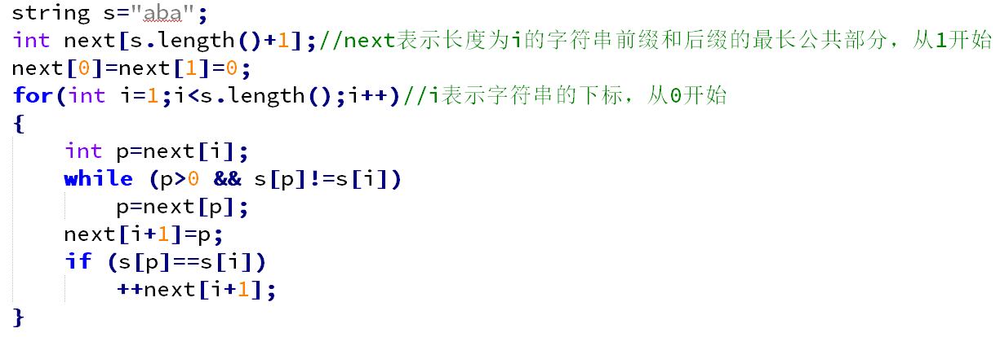 string s="aba";
int next[s.length()+1];//next表示长度为i的字符串前缀和后缀的最长公共部分，从1开始
next[0]=next[1]=0;
for(int i=1;i<s.length();i++)//i表示字符串的下标，从0开始
{
    int p=next[i];
    while (p>0 && s[p]!=s[i])
        p=next[p];
    next[i+1]=p;
    if (s[p]==s[i])
        ++next[i+1];
}